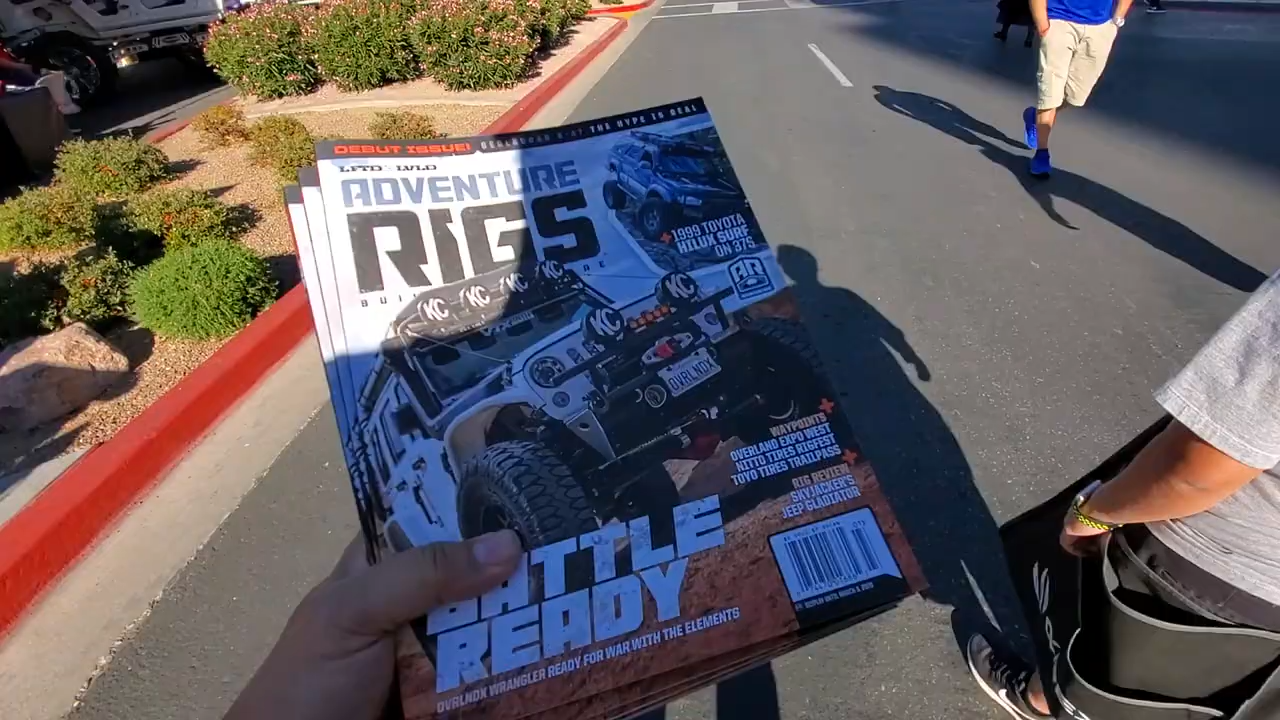 DEBUT ISSUE!
THE HYPE IS REAL
LFTD X LVLD
ADVENTURE
RIGS
1999 TOYOTA
HILUX SURF
ON 37S
AR
KC
KC
KC
KC
KC
KC
OVRLNDX
WAYPOINTS
OVERLAND EXPO WEST
NITTO TIRES RIGFEST
TOYO TIRES TRAILPASS
RIG REVIEW
SKYJACKER'S
JEEP GLADIATOR
BATTLE
READY
OVRLNDX WRANGLER READY FOR WAR WITH THE ELEMENTS